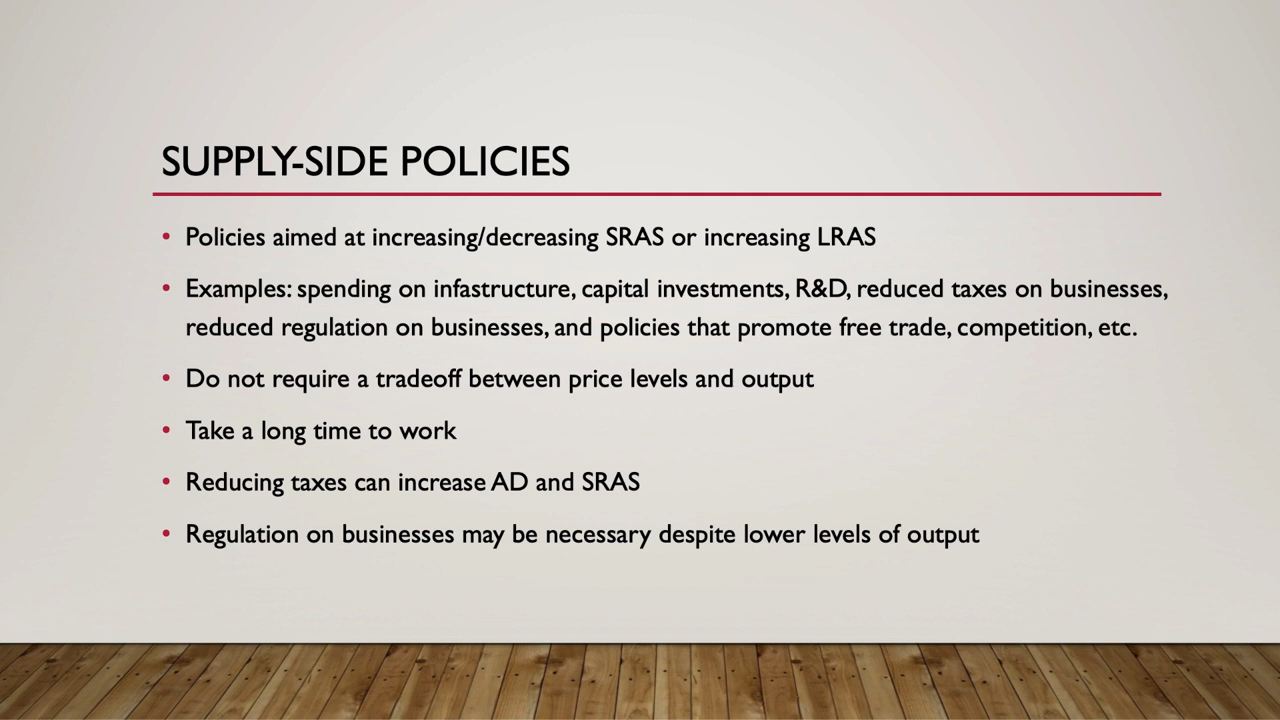 SUPPLY-SIDE POLICIES
• Policies aimed at increasing/decreasing SRAS or increasing LRAS
• Examples: spending on infastructure, capital investments, R&D, reduced taxes on businesses,
reduced regulation on businesses, and policies that promote free trade, competition, etc.
• Do not require a tradeoff between price levels and output
• Take a long time to work
• Reducing taxes can increase AD and SRAS
• Regulation on businesses may be necessary despite lower levels of output